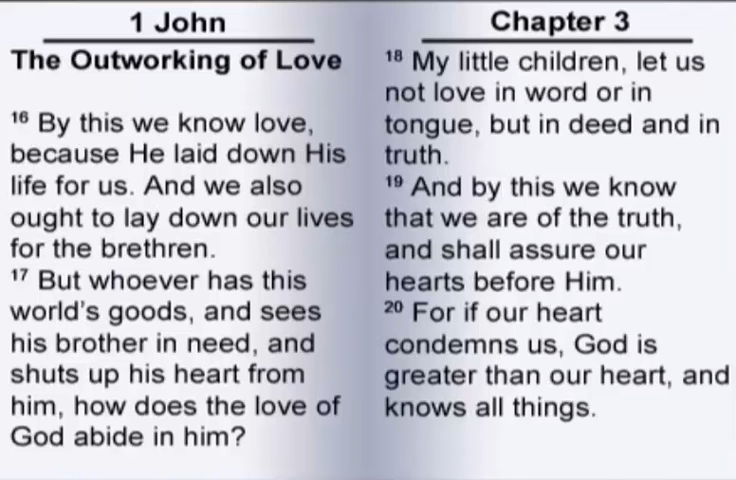 1 John
The Outworking of Love
16 By this we know love,
because He laid down His
life for us. And we also
ought to lay down our lives
for the brethren.
17 But whoever has this
world's goods, and sees
his brother in need, and
shuts up his heart from
him, how does the love of
God abide in him?
Chapter 3
18 My little children, let us
not love in word or in
tongue, but in deed and in
truth.
19 And by this we know
that we are of the truth,
and shall assure our
hearts before Him.
20 For if our heart
condemns us, God is
greater than our heart, and
knows all things.